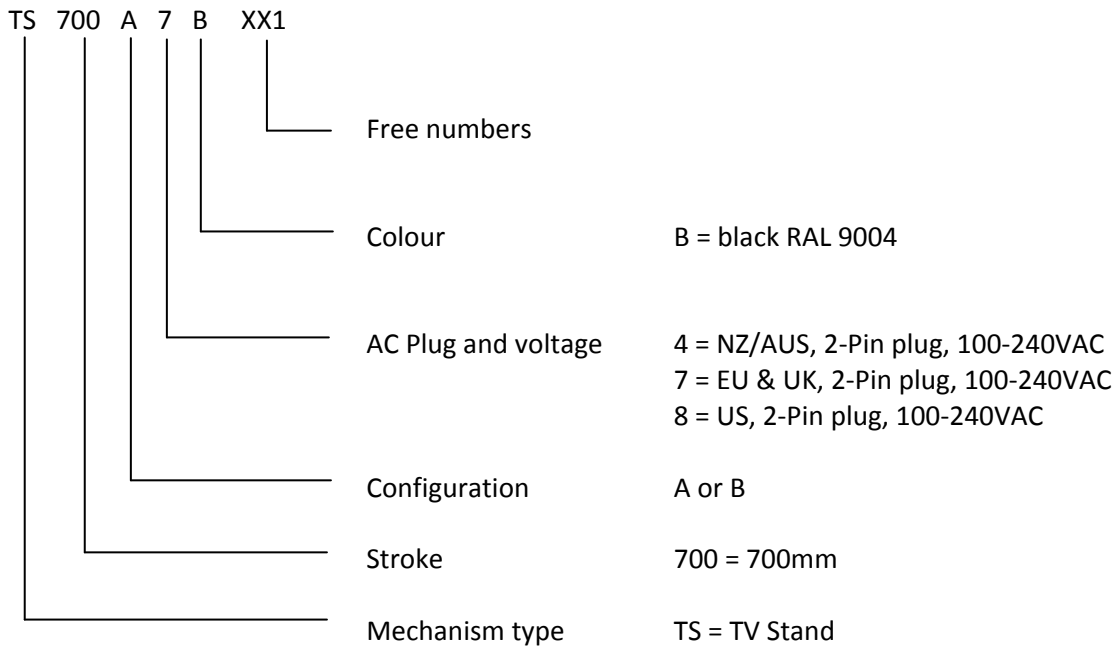 TS 700 A 7 B XX1
Free numbers
Colour B = black RAL 9004
AC Plug and voltage 4 = NZ/AUS, 2-Pin plug, 100-240VAC
7 = EU & UK, 2-Pin plug, 100-240VAC
8 = US, 2-Pin plug, 100-240VAC
Configuration A or B
Stroke 700 = 700mm
Mechanism type TS = TV Stand